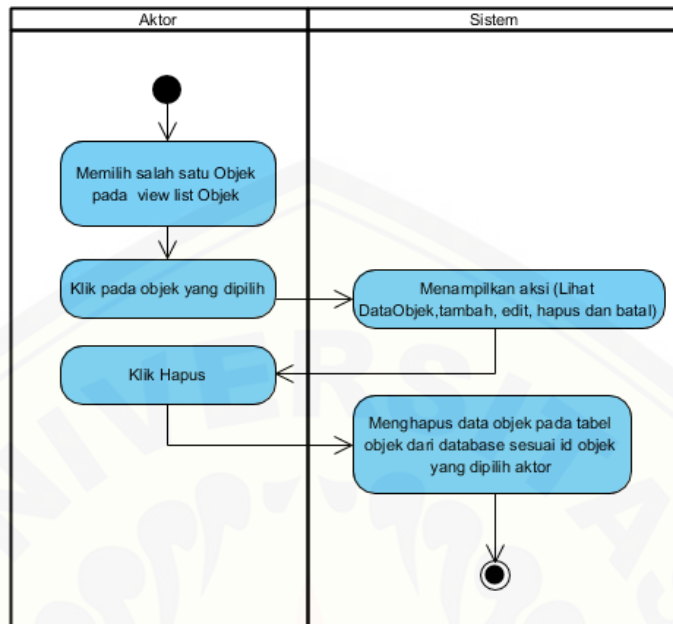 Aktor
Sistem
Memilih salah satu Objek
pada view list Objek
Klik pada objek yang dipilih
Menampilkan aksi (Lihat
DataObjek,tambah, edit, hapus dan batal)
Klik Hapus
Menghapus data objek pada tabel
objek dari database sesuai id objek
yang dipilih aktor